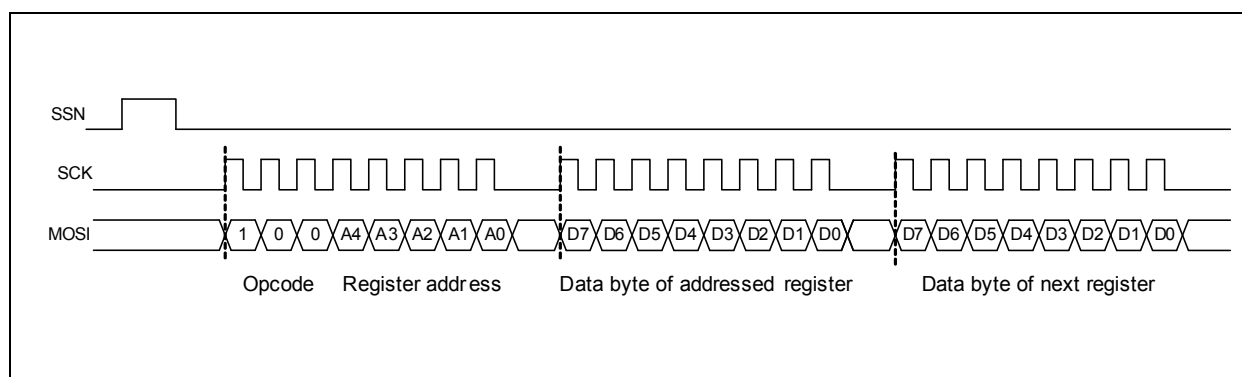 SSN
SCK
MOSI 1 0 0 A4 A3 A2 A1 A0 D7 D6 D5 D4 D3 D2 D1 D0 D7 D6 D5 D4 D3 D2 D1 D0
Opcode Register address Data byte of addressed register Data byte of next register